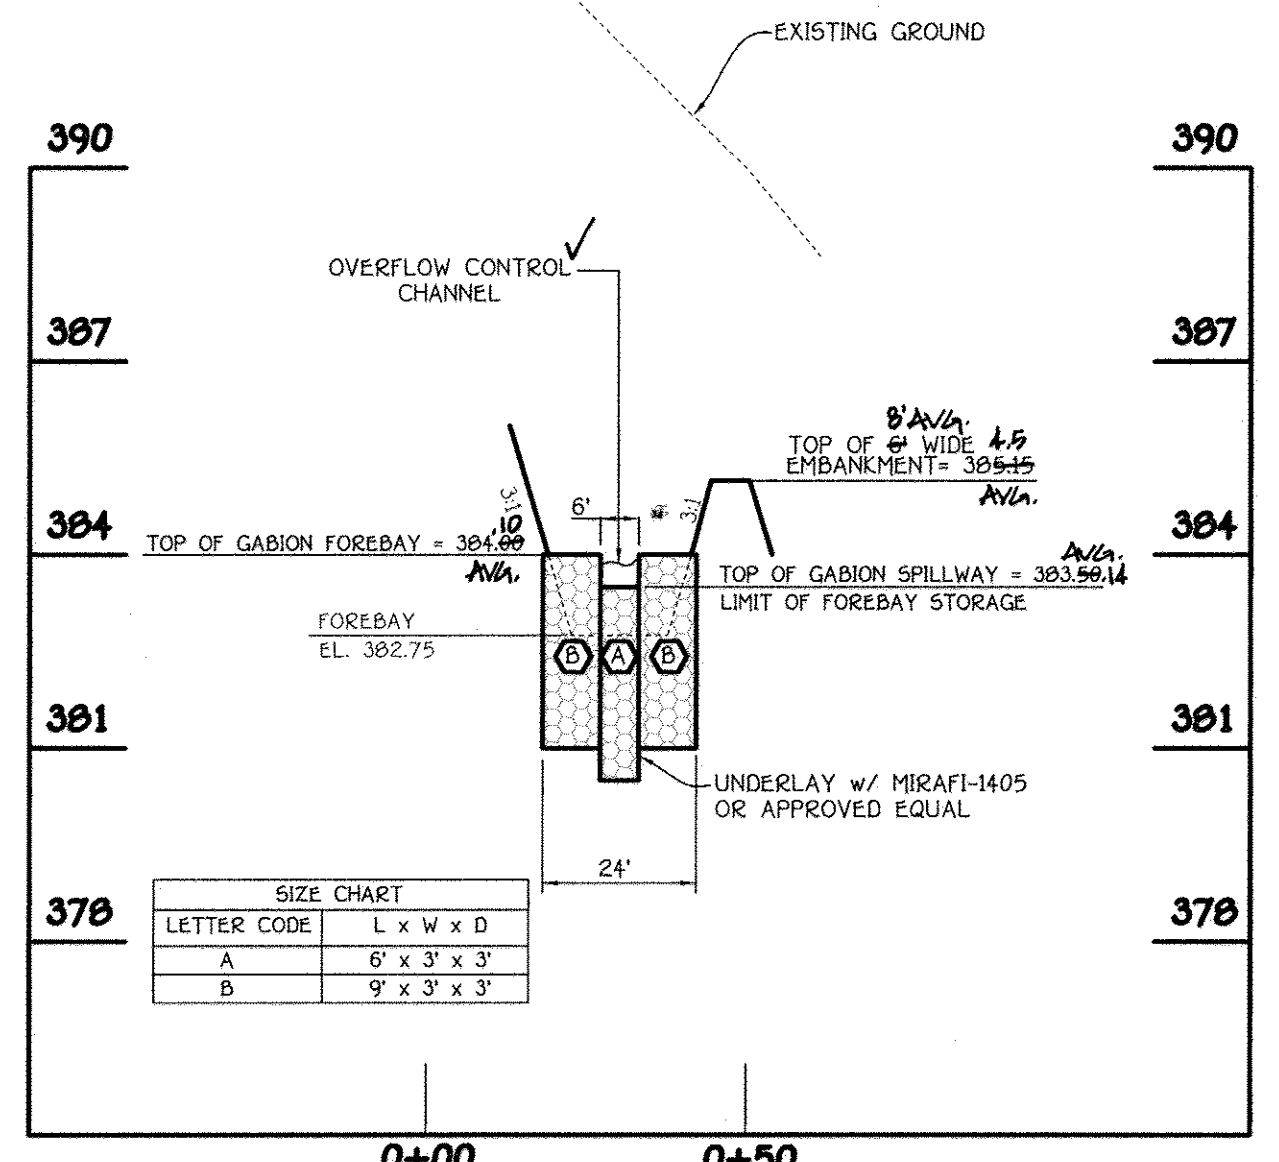 EXISTING GROUND
390
390
OVERFLOW CONTROL
CHANNEL
387
387
8' AVG.
TOP OF 6' WIDE 4.5
EMBANKMENT= 385.15
AVG.
3:1
6'
3:1
384
384
.10
TOP OF GABION FOREBAY = 384.00
AVG.
AVG.
TOP OF GABION SPILLWAY = 383.50.14
LIMIT OF FOREBAY STORAGE
FOREBAY
EL. 382.75
B
A
B
381
381
UNDERLAY w/ MIRAFI-140S
OR APPROVED EQUAL
24'
SIZE CHART
LETTER CODE L x W x D
A 6' x 3' x 3'
B 9' x 3' x 3'
378
378
0+00
0+50